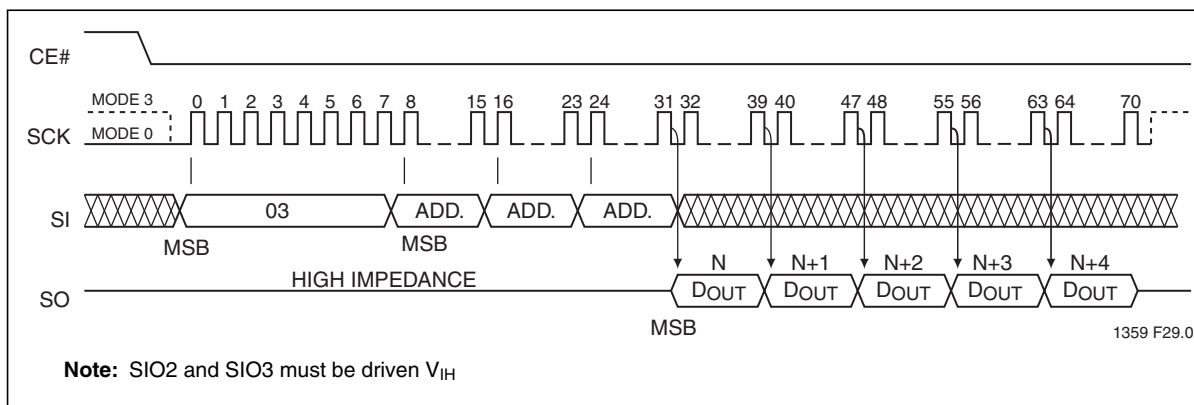 CE#
MODE 3
0 1 2 3 4 5 6 7 8 15 16 23 24 31 32 39 40 47 48 55 56 63 64 70
SCK
MODE 0
SI
03 ADD. ADD. ADD.
MSB MSB
HIGH IMPEDANCE
N N+1 N+2 N+3 N+4
SO
DOUT DOUT DOUT DOUT DOUT
MSB
1359 F29.0
Note: SIO2 and SIO3 must be driven VIH